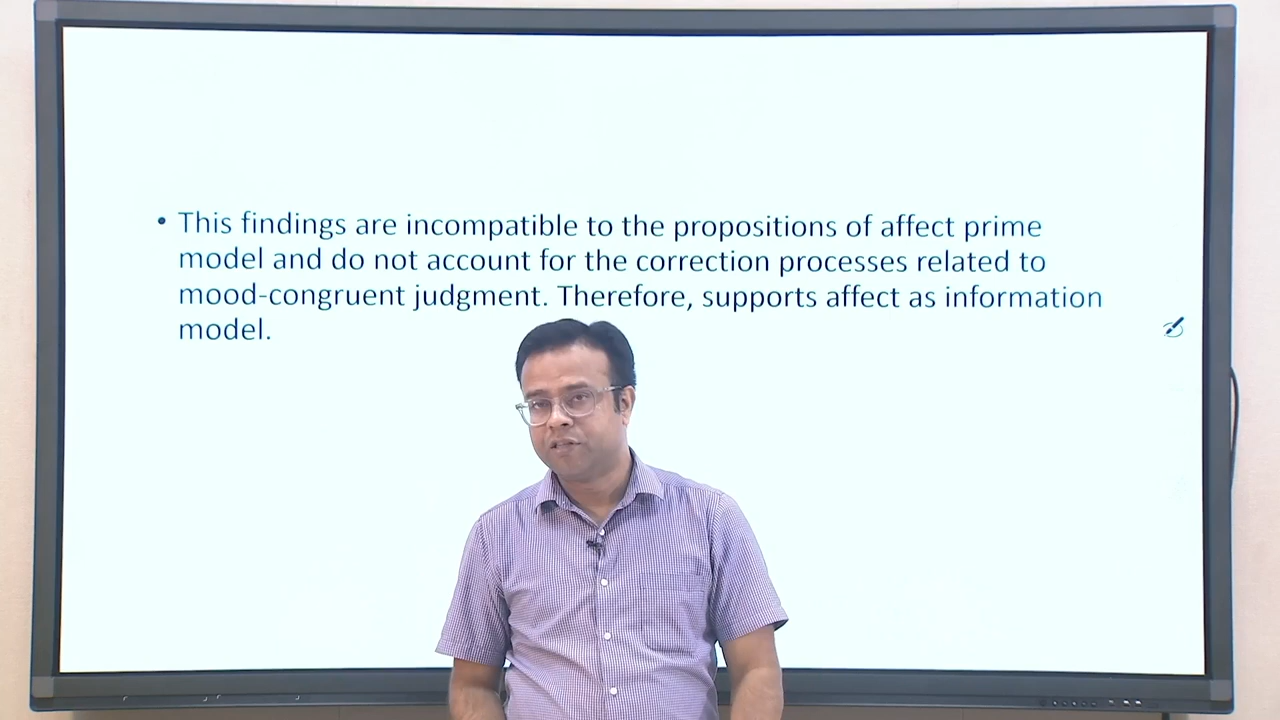 • This findings are incompatible to the propositions of affect prime
model and do not account for the correction processes related to
mood-congruent judgment. Therefore, supports affect as information
model.